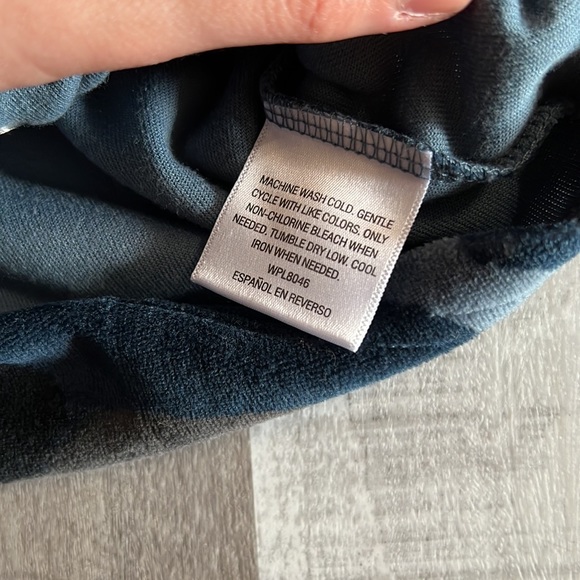 MACHINE WASH COLD. GENTLE
CYCLE WITH LIKE COLORS. ONLY
NON-CHLORINE BLEACH WHEN
NEEDED. TUMBLE DRY LOW. COOL
IRON WHEN NEEDED.
WPL8046
ESPAÑOL EN REVERSO